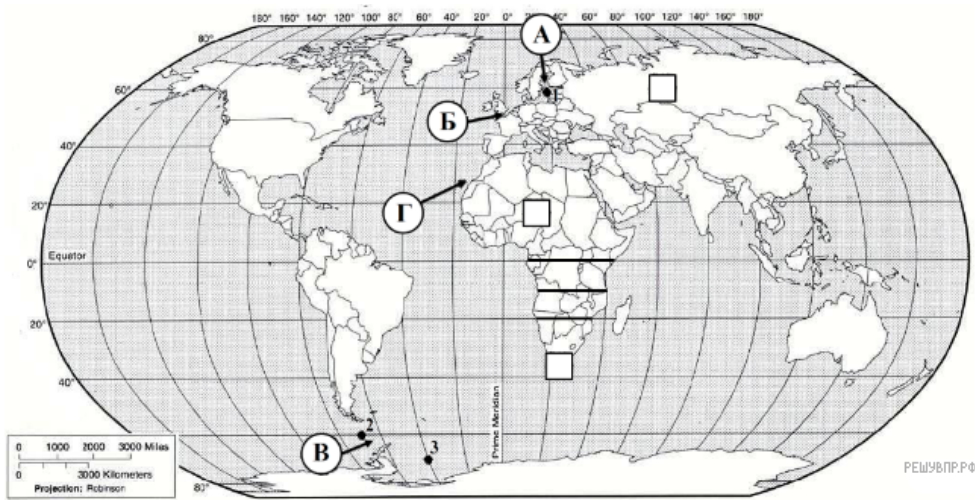 180° 160° 140° 120° 100° 80° 60° 40° 20° 0° 20° 40° 60° 80° 100° 120° 140° 160° 180°
80°
А
60°
1
Б
40°
Г
20°
Equator
0°
20°
40°
Prime Meridian
2
В
3
0 1000 2000 3000 Miles
0 3000 Kilometers
Projection: Robinson
80°
РЕШУВПР.РФ